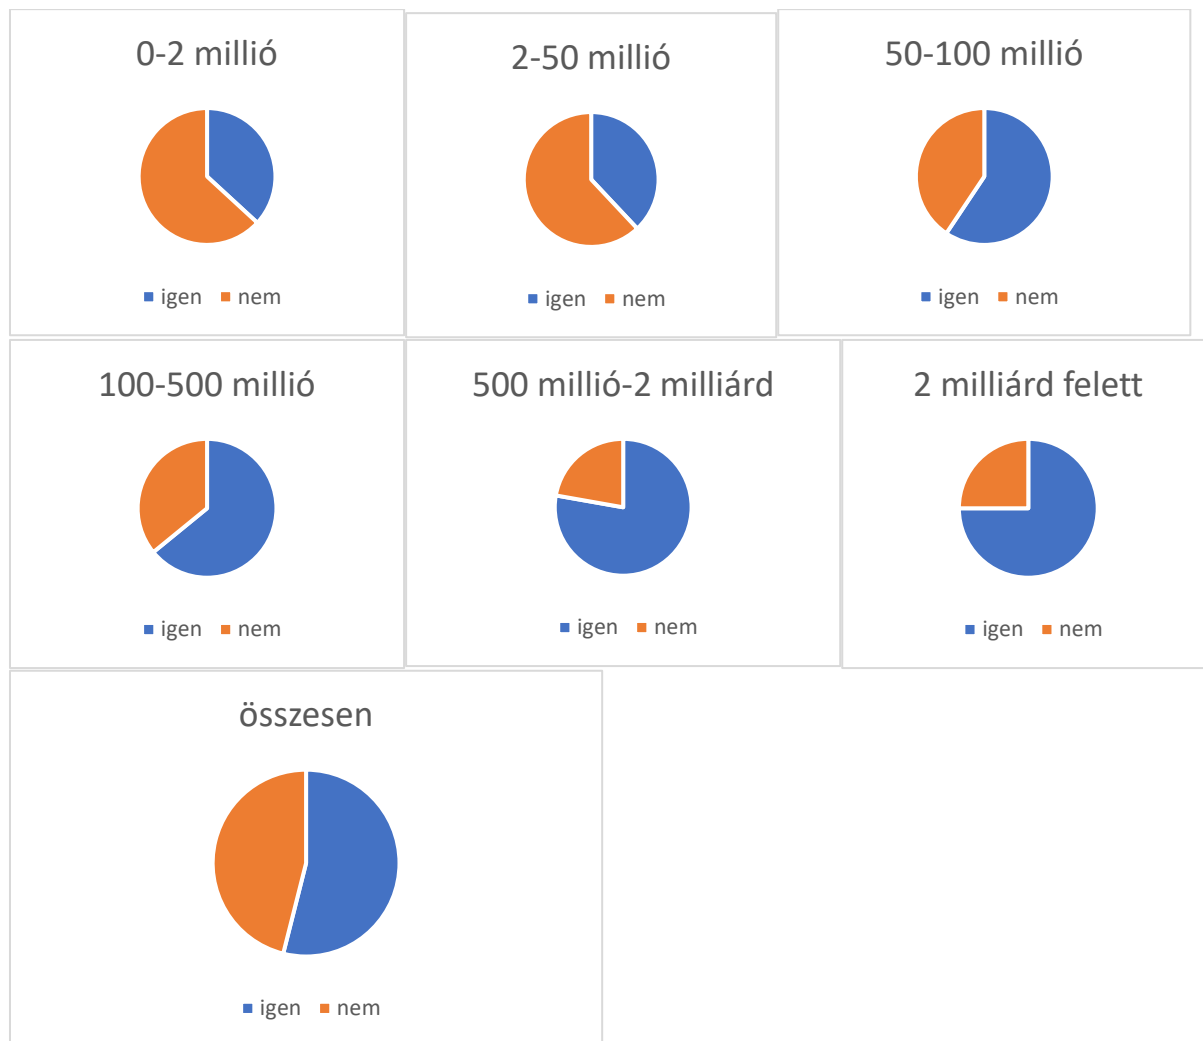 0-2 millió
igen nem
2-50 millió
igen nem
50-100 millió
igen nem
100-500 millió
igen nem
500 millió-2 milliárd
igen nem
2 milliárd felett
igen nem
összesen
igen nem